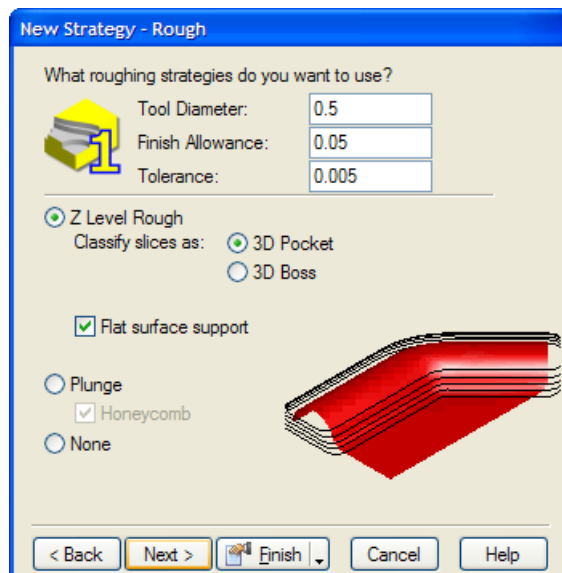 New Strategy - Rough
What roughing strategies do you want to use?
1
Tool Diameter: 0.5
Finish Allowance: 0.05
Tolerance: 0.005
Z Level Rough
Classify slices as: 3D Pocket
3D Boss
Flat surface support
Plunge
Honeycomb
None
< Back Next > Finish Cancel Help